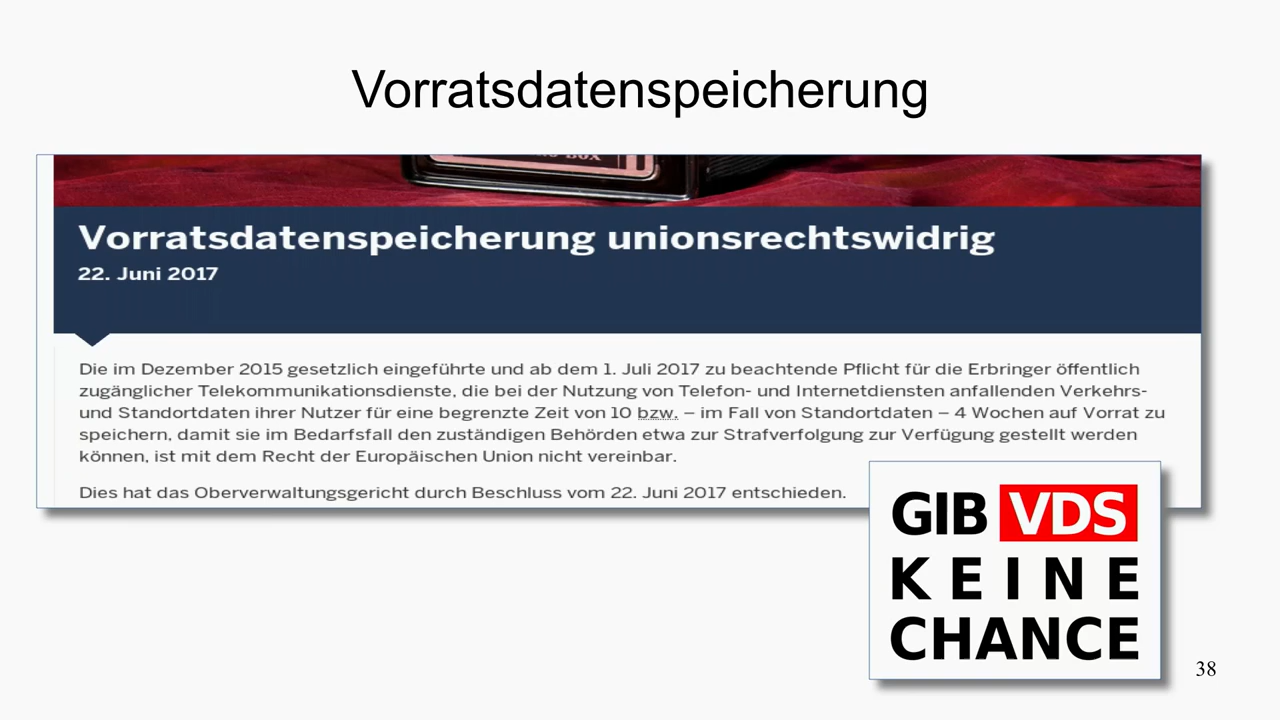 Vorratsdatenspeicherung
BOX
Vorratsdatenspeicherung unionsrechtswidrig
22. Juni 2017
Die im Dezember 2015 gesetzlich eingeführte und ab dem 1. Juli 2017 zu beachtende Pflicht für die Erbringer öffentlich
zugänglicher Telekommunikationsdienste, die bei der Nutzung von Telefon- und Internetdiensten anfallenden Verkehrs-
und Standortdaten ihrer Nutzer für eine begrenzte Zeit von 10 bzw. – im Fall von Standortdaten – 4 Wochen auf Vorrat zu
speichern, damit sie im Bedarfsfall den zuständigen Behörden etwa zur Strafverfolgung zur Verfügung gestellt werden
können, ist mit dem Recht der Europäischen Union nicht vereinbar.
Dies hat das Oberverwaltungsgericht durch Beschluss vom 22. Juni 2017 entschieden.
GIB VDS
KEINE
CHANCE
38